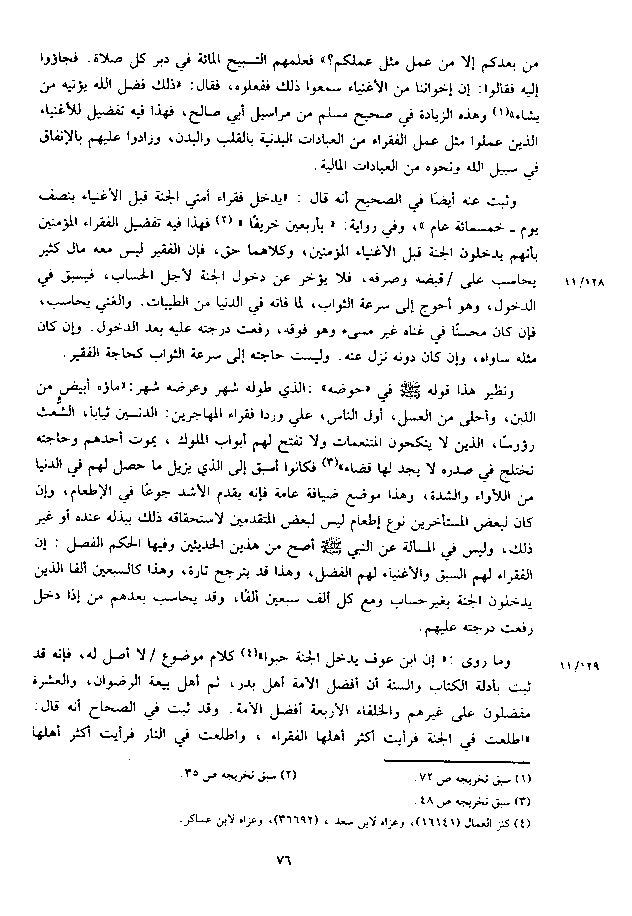 من بعدكم إلا من عمل مثل عملكم؟» فعلمهم التسبيح المائة في دبر كل صلاة. فجاؤوا
إليه فقالوا: إن إخواننا من الأغنياء سمعوا ذلك ففعلوه، فقال: «ذلك فضل الله يؤتيه من
يشاء»(١) وهذه الزيادة في صحيح مسلم من مراسيل أبي صالح، فهذا فيه تفضيل للأغنياء
الذين عملوا مثل عمل الفقراء من العبادات البدنية بالقلب والبدن، وزادوا عليهم بالإنفاق
في سبيل الله ونحوه من العبادات المالية.
وثبت عنه أيضًا في الصحيح أنه قال : «يدخل فقراء أمتي الجنة قبل الأغنياء بنصف
يوم ـ خمسمائة عام »، وفي رواية: « بأربعين خريفًا »(٢) فهذا فيه تفضيل الفقراء المؤمنين
بأنهم يدخلون الجنة قبل الأغنياء المؤمنين، وكلاهما حق، فإن الفقير ليس معه مال كثير
يحاسب على /قبضه وصرفه، فلا يؤخر عن دخول الجنة لأجل الحساب، فيسبق في
١١/١٢٨
الدخول، وهو أحوج إلى سرعة الثواب، لما فاته في الدنيا من الطيبات. والغني يحاسب،
فإن كان محسنًا في غناه غير مسيء وهو فوقه، رفعت درجته عليه بعد الدخول. وإن كان
مثله ساواه، وإن كان دونه نزل عنه. وليست حاجته إلى سرعة الثواب كحاجة الفقير.
ونظير هذا قوله ﷺ في «حوضه» :الذي طوله شهر وعرضه شهر: «ماؤه أبيض من
اللبن، وأحلى من العسل، أول الناس، علي وردا فقراء المهاجرين: الدنسين ثيابا، الشُعث
رؤوسًا، الذين لا ينكحون المتنعمات ولا تفتح لهم أبواب الملوك ، يموت أحدهم وحاجته
تختلج في صدره لا يجد لها قضاء»(٣) فكانوا أسبق إلى الذي يزيل ما حصل لهم في الدنيا
من اللأواء والشدة، وهذا موضع ضيافة عامة فإنه يقدم الأشد جوعًا في الإطعام، وإن
كان لبعض المستأخرين نوع إطعام ليس لبعض المتقدمين لاستحقاقه ذلك ببذله عنده أو غير
ذلك، وليس في المسألة عن النبي ﷺ أصح من هذين الحديثين وفيها الحكم الفصل : إن
الفقراء لهم السبق والأغنياء لهم الفضل، وهذا قد يترجح تارة، وهذا كالسبعين ألفا الذين
يدخلون الجنة بغيرحساب ومع كل ألف سبعين ألفًا، وقد يحاسب بعدهم من إذا دخل
رفعت درجته عليهم.
وما روى : « إن ابن عوف يدخل الجنة حبوا»(٤) كلام موضوع /لا أصل له، فإنه قد
١١/١٢٩
ثبت بأدلة الكتاب والسنة أن أفضل الأمة أهل بدر، ثم أهل بيعة الرضوان، والعشرة
مفضلون على غيرهم والخلفاء الأربعة أفضل الأمة. وقد ثبت في الصحاح أنه قال:
«اطلعت في الجنة فرأيت أكثر أهلها الفقراء ، واطلعت في النار فرأيت أكثر أهلها
(١) سبق تخريجه ص ٧٢. (٢) سبق تخريجه ص ٣٥.
(٣) سبق تخريجه ص ٤٨.
(٤) كنز العمال (١٦١٤١)، وعزاه لابن سعد ، (٣٦٦٩٢)، وعزاه لابن عساكر.
٧٦